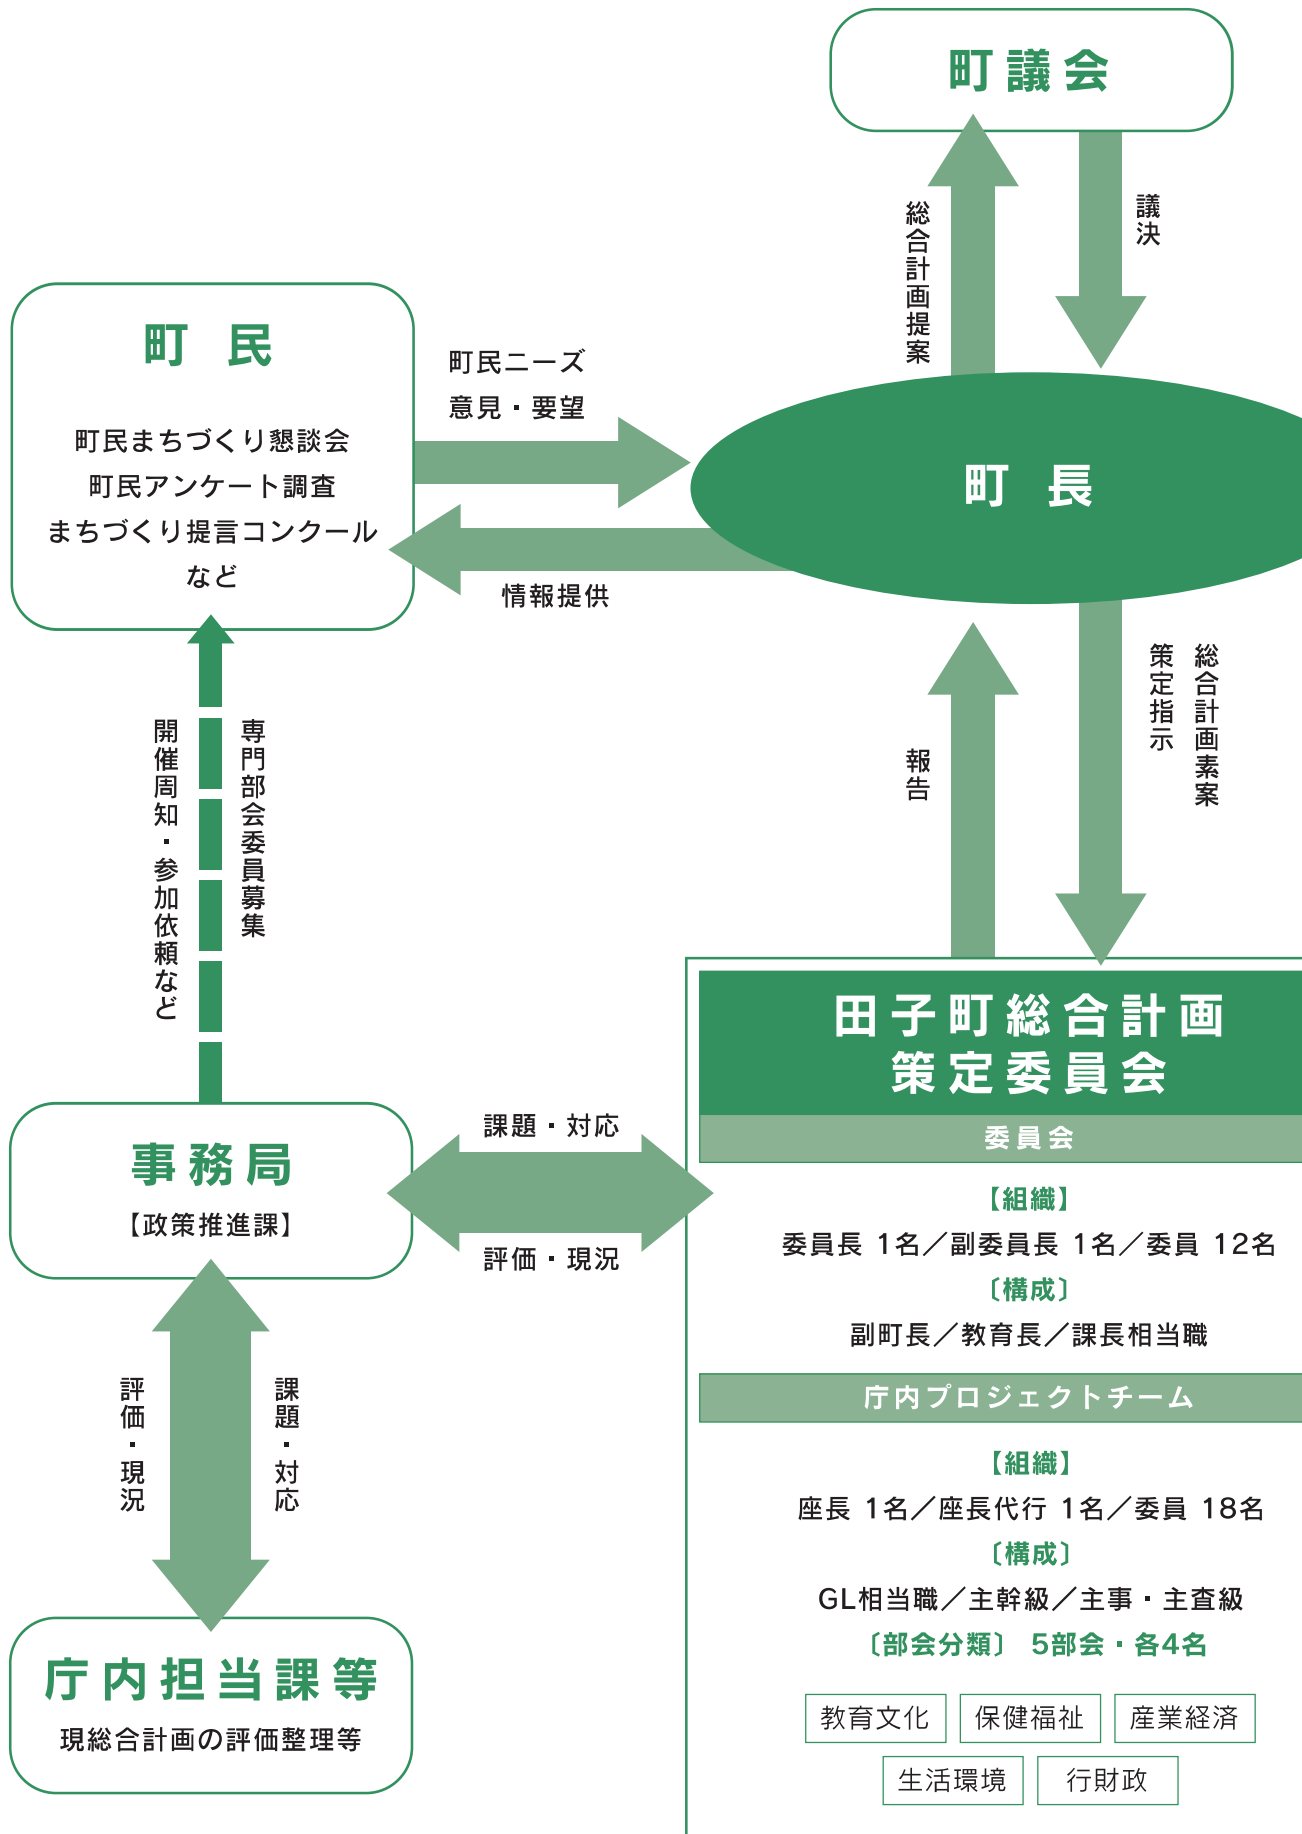 町議会
総合計画提案
議決
町 民
町民まちづくり懇談会
町民アンケート調査
まちづくり提言コンクール
など
町民ニーズ
意見・要望
情報提供
町 長
報告
総合計画素案
策定指示
専門部会委員募集
開催周知・参加依頼など
事務局
【政策推進課】
課題・対応
評価・現況
課題・対応
評価・現況
庁内担当課等
現総合計画の評価整理等
田子町総合計画
策定委員会
委員会
【組織】
委員長 1名／副委員長 1名／委員 12名
〔構成〕
副町長／教育長／課長相当職
庁内プロジェクトチーム
【組織】
座長 1名／座長代行 1名／委員 18名
〔構成〕
GL相当職／主幹級／主事・主査級
〔部会分類〕 5部会・各4名
教育文化 保健福祉 産業経済
生活環境 行財政